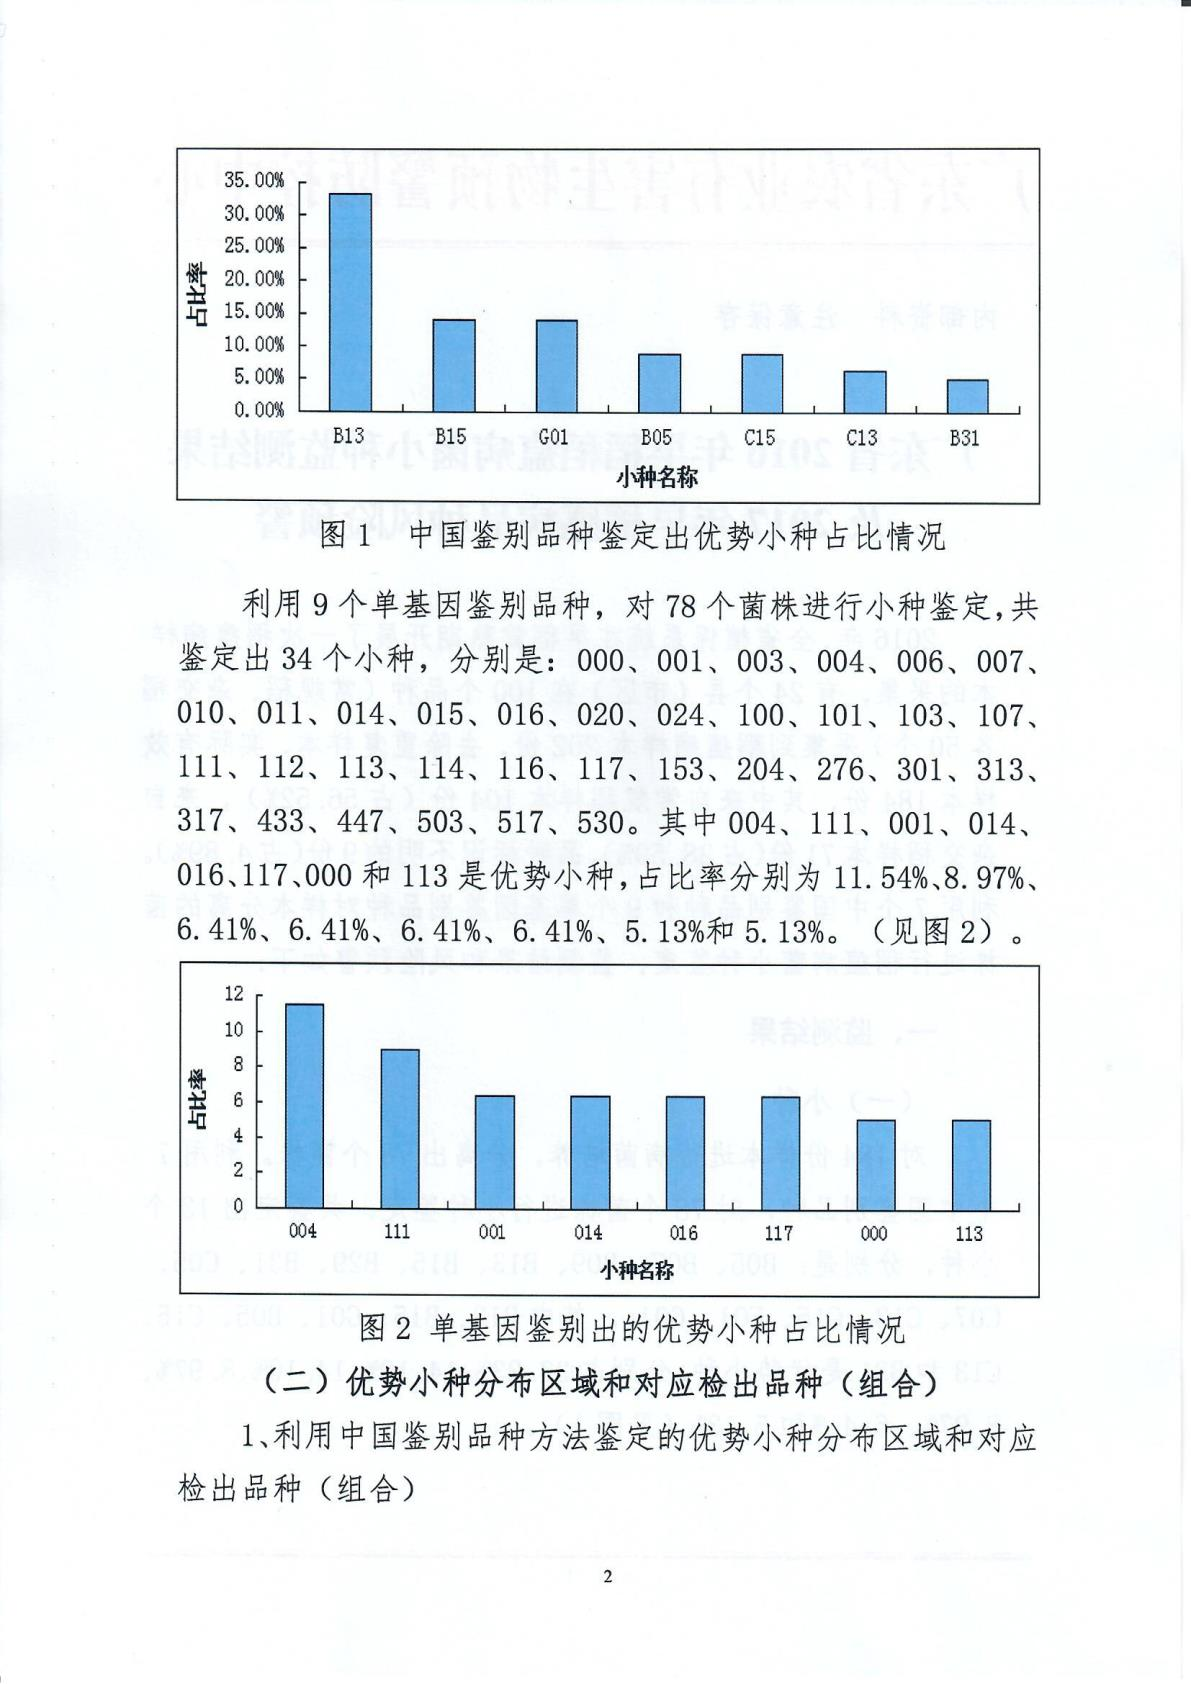 35.00%
30.00%
25.00%
20.00%
15.00%
10.00%
5.00%
0.00%
占比率
B13 B15 G01 B05 C15 C13 B31
小种名称
图1 中国鉴别品种鉴定出优势小种占比情况
利用9个单基因鉴别品种，对78个菌株进行小种鉴定，共
鉴定出34个小种，分别是：000、001、003、004、006、007、
010、011、014、015、016、020、024、100、101、103、107、
111、112、113、114、116、117、153、204、276、301、313、
317、433、447、503、517、530。其中004、111、001、014、
016、117、000和113是优势小种，占比率分别为11.54%、8.97%、
6.41%、6.41%、6.41%、6.41%、5.13%和5.13%。（见图2）。
12
10
8
6
4
2
0
占比率
004 111 001 014 016 117 000 113
小种名称
图2 单基因鉴别出的优势小种占比情况
（二）优势小种分布区域和对应检出品种（组合）
1、利用中国鉴别品种方法鉴定的优势小种分布区域和对应
检出品种（组合）
2